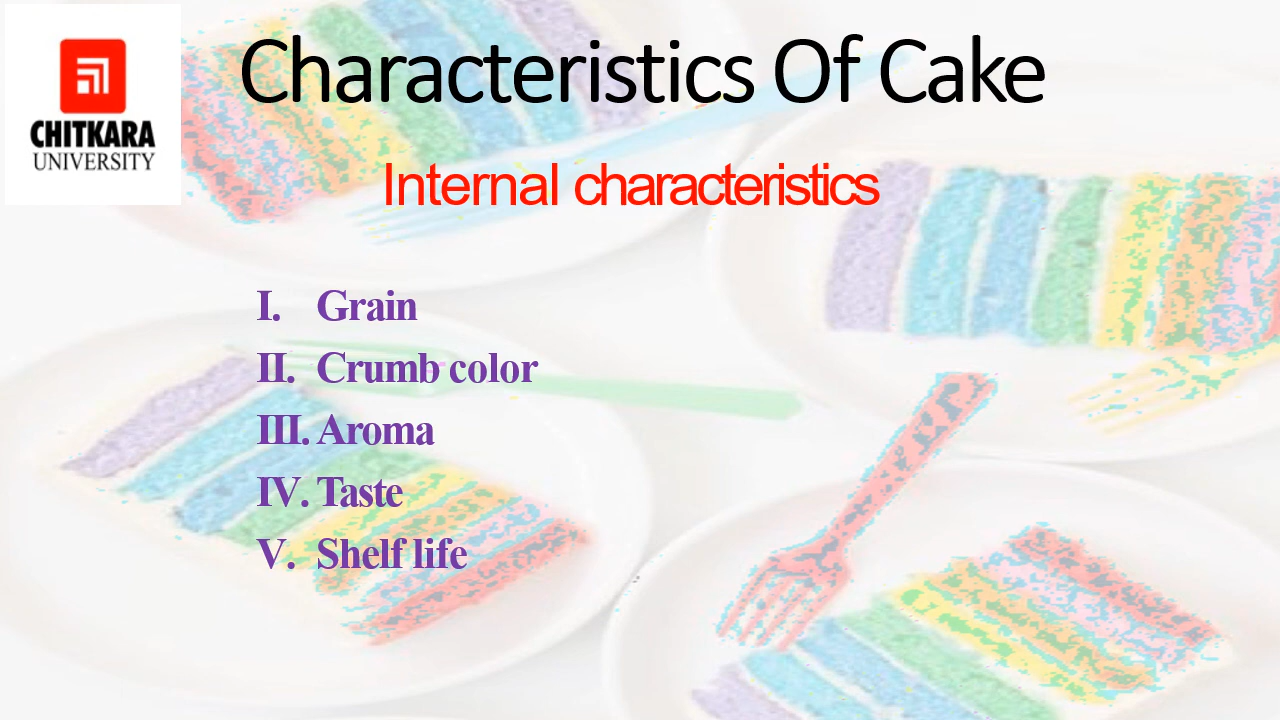 CHITKARA
UNIVERSITY
Characteristics Of Cake
Internal characteristics
I. Grain
II. Crumb color
III. Aroma
IV. Taste
V. Shelf life